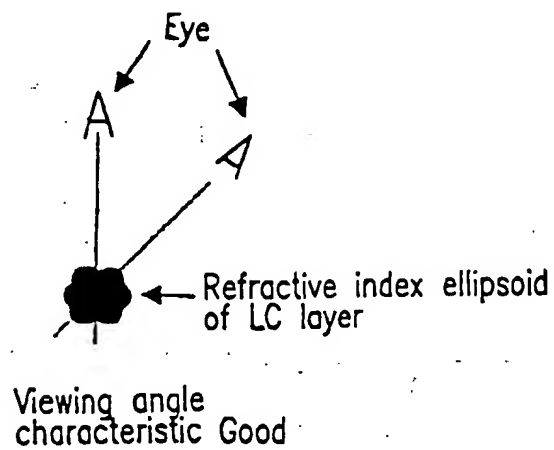 Eye
A
A
Refractive index ellipsoid
of LC layer
Viewing angle
characteristic Good